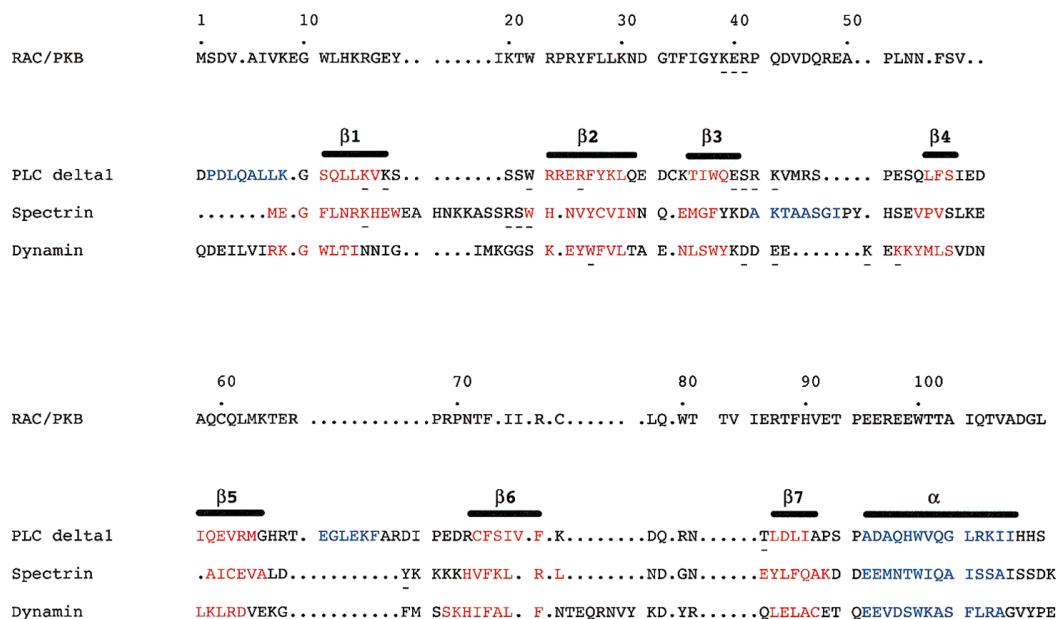 1 10 20 30 40 50
RAC/PKB MSDV.AIVKEG WLHKRGEY.. ........IKTW RPRYFLLKND GTFIGYKERP QDVDQREA.. PLNN.FSV..
β1 β2 β3 β4
PLC delta1 DPDLQALLK.G SQLLKVKS.. .......SSW RRERFYKLQE DCKTIWQESR KVMRS..... PESQLFSIED
Spectrin .......ME.G FLNRKHEWEA HNKKASSRSW H.NVYCVINN Q.EMGFYKDA KTAASGIPY. HSEVPVSLKE
Dynamin QDEILVIRK.G WLTINNIG.. ....IMKGGS K.EYWFVLTA E.NLSWYKDD EE.......K EKKYMLSVDN
60 70 80 90 100
RAC/PKB AQCQLMKTER ............ PRPNTF.II.R.C....... .LQ.WT TV IERTFHVET PEEREEWTTA IQTVADGL
β5 β6 β7 α
PLC delta1 IQEVRMGHRT. EGLEKFARDI PEDRCFSIV.F.K....... .DQ.RN.... .TLDLIAPS PADAQHWVQG LRKIIHHS
Spectrin .AICEVALD. .......YK KKKHVFKL. R.L....... ND.GN.... .EYLFQAKD DEEMNTWIQA ISSAISSDK
Dynamin LKLRDVEKG. .......FM SSKHIFALF. F.NTEQRNVY KD.YR.... .QLELACET QEEVDSWKAS FLRAGVYPE